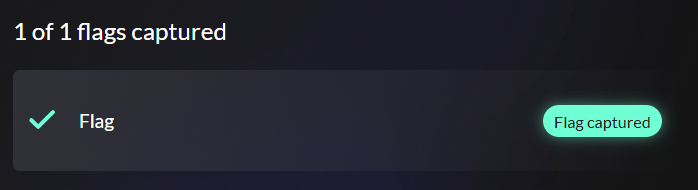 1 of 1 flags captured
Flag
Flag captured